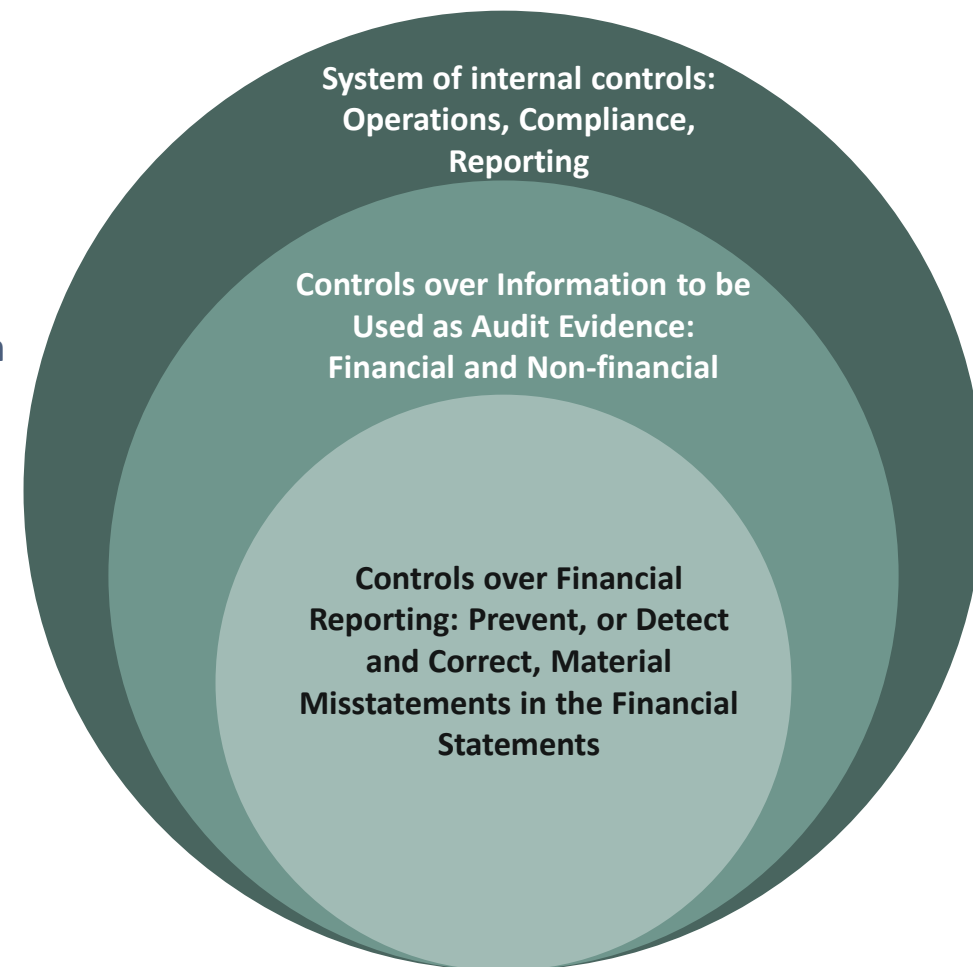 System of internal controls:
Operations, Compliance,
Reporting
Controls over Information to be
Used as Audit Evidence:
Financial and Non-financial
Controls over Financial
Reporting: Prevent, or Detect
and Correct, Material
Misstatements in the Financial
Statements